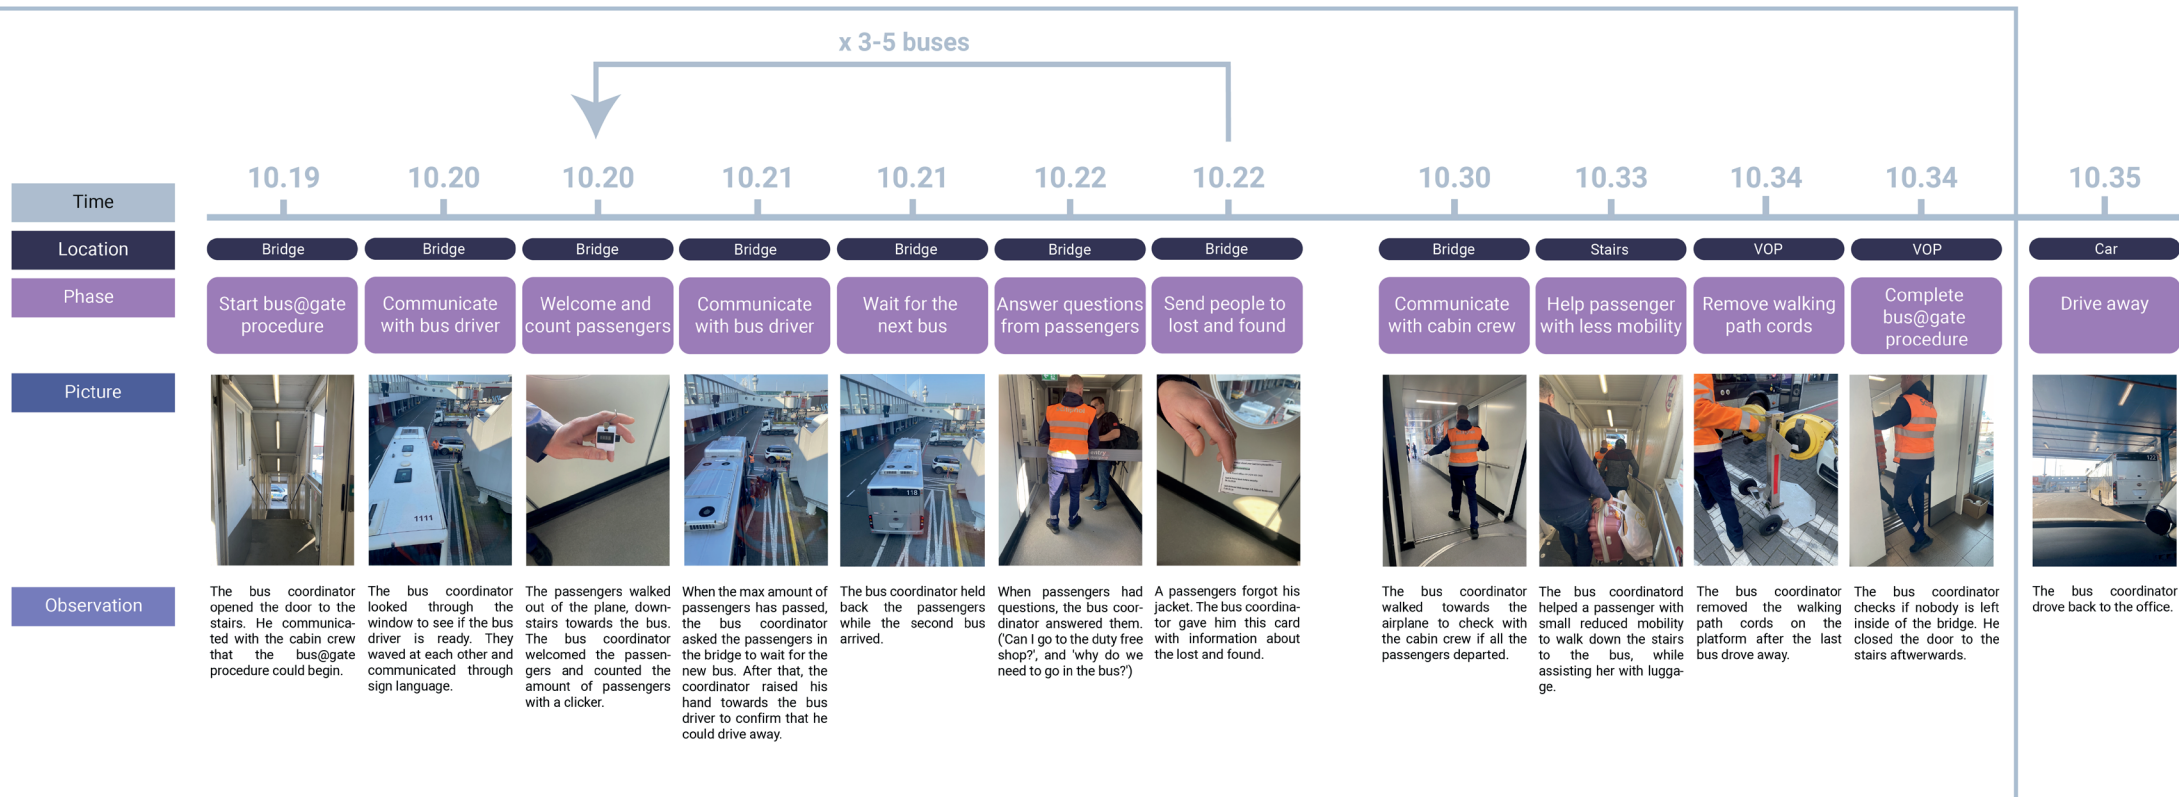 x 3-5 buses
Time
10.19
10.20
10.20
10.21
10.21
10.22
10.22
10.30
10.33
10.34
10.34
10.35
Location
Bridge
Bridge
Bridge
Bridge
Bridge
Bridge
Bridge
Bridge
Stairs
VOP
VOP
Car
Phase
Start bus@gate
procedure
Communicate
with bus driver
Welcome and
count passengers
Communicate
with bus driver
Wait for the
next bus
Answer questions
from passengers
Send people to
lost and found
Communicate
with cabin crew
Help passenger
with less mobility
Remove walking
path cords
Complete
bus@gate
procedure
Drive away
Picture
1111
118
Observation
The bus coordinator
opened the door to the
stairs. He communica-
ted with the cabin crew
that the bus@gate
procedure could begin.
The bus coordinator
looked through the
window to see if the bus
driver is ready. They
waved at each other and
communicated through
sign language.
The passengers walked
out of the plane, down-
stairs towards the bus.
The bus coordinator
welcomed the passen-
gers and counted the
amount of passengers
with a clicker.
When the max amount of
passengers has passed,
the bus coordinator
asked the passengers in
the bridge to wait for the
new bus. After that, the
coordinator raised his
hand towards the bus
driver to confirm that he
could drive away.
The bus coordinator held
back the passengers
while the second bus
arrived.
When passengers had
questions, the bus coor-
dinator answered them.
('Can I go to the duty free
shop?', and 'why do we
need to go in the bus?')
A passengers forgot his
jacket. The bus coordina-
tor gave him this card
with information about
the lost and found.
The bus coordinator
walked towards the
airplane to check with
the cabin crew if all the
passengers departed.
The bus coordinatord
helped a passenger with
small reduced mobility
to walk down the stairs
to the bus, while
assisting her with lugga-
ge.
The bus coordinator
removed the walking
path cords on the
platform after the last
bus drove away.
The bus coordinator
checks if nobody is left
inside of the bridge. He
closed the door to the
stairs aftwerwards.
The bus coordinator
drove back to the office.